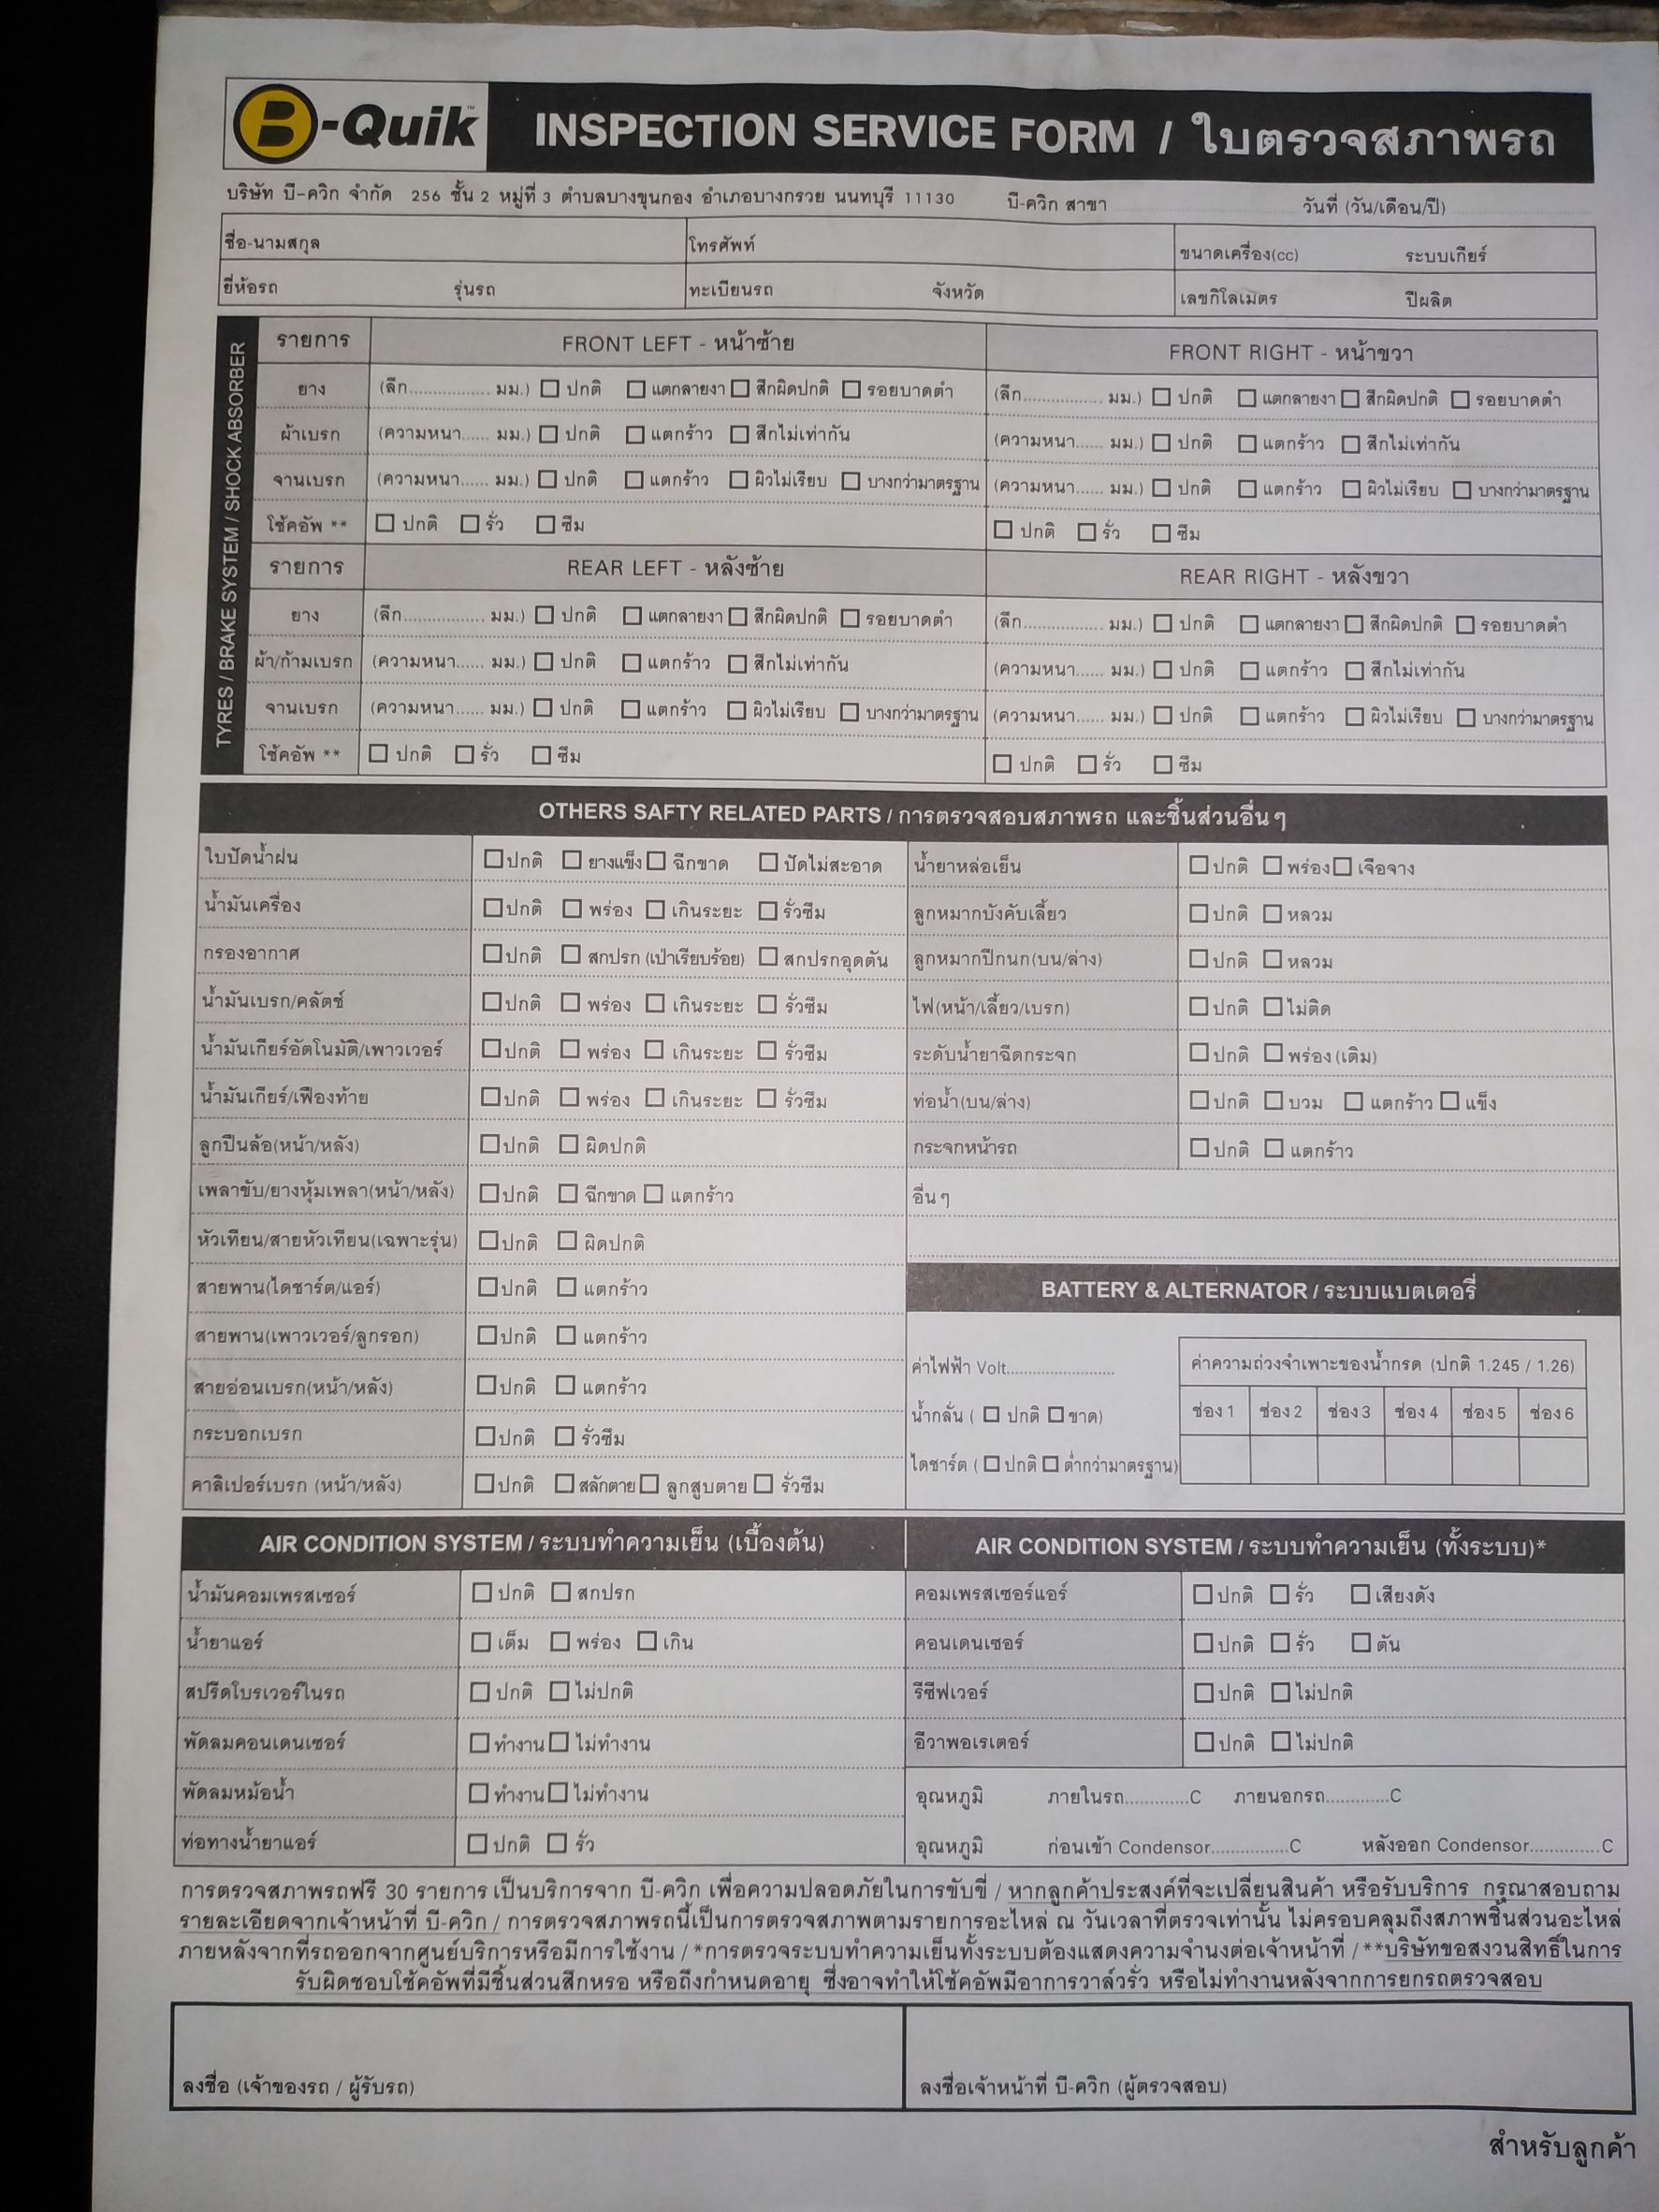 B-Quik™
INSPECTION SERVICE FORM / ใบตรวจสภาพรถ
บริษัท บี-ควิก จำกัด 256 ชั้น 2 หมู่ที่ 3 ตำบลบางขุนกอง อำเภอบางกรวย นนทบุรี 11130 บี-ควิก สาขา วันที่ (วัน/เดือน/ปี)
ชื่อ-นามสกุล โทรศัพท์ ขนาดเครื่อง(cc) ระบบเกียร์
ยี่ห้อรถ รุ่นรถ ทะเบียนรถ จังหวัด เลขกิโลเมตร ปีผลิต
TYRES / BRAKE SYSTEM / SHOCK ABSORBER
รายการ FRONT LEFT - หน้าซ้าย FRONT RIGHT - หน้าขวา
ยาง (ลึก................. มม.) ☐ ปกติ ☐ แตกลายงา ☐ สึกผิดปกติ ☐ รอยบาดตำ (ลึก................. มม.) ☐ ปกติ ☐ แตกลายงา ☐ สึกผิดปกติ ☐ รอยบาดตำ
ผ้าเบรก (ความหนา...... มม.) ☐ ปกติ ☐ แตกร้าว ☐ สึกไม่เท่ากัน (ความหนา...... มม.) ☐ ปกติ ☐ แตกร้าว ☐ สึกไม่เท่ากัน
จานเบรก (ความหนา...... มม.) ☐ ปกติ ☐ แตกร้าว ☐ ผิวไม่เรียบ ☐ บางกว่ามาตรฐาน (ความหนา...... มม.) ☐ ปกติ ☐ แตกร้าว ☐ ผิวไม่เรียบ ☐ บางกว่ามาตรฐาน
โช้คอัพ ** ☐ ปกติ ☐ รั่ว ☐ ซึม ☐ ปกติ ☐ รั่ว ☐ ซึม
รายการ REAR LEFT - หลังซ้าย REAR RIGHT - หลังขวา
ยาง (ลึก................. มม.) ☐ ปกติ ☐ แตกลายงา ☐ สึกผิดปกติ ☐ รอยบาดตำ (ลึก................. มม.) ☐ ปกติ ☐ แตกลายงา ☐ สึกผิดปกติ ☐ รอยบาดตำ
ผ้า/ก้ามเบรก (ความหนา...... มม.) ☐ ปกติ ☐ แตกร้าว ☐ สึกไม่เท่ากัน (ความหนา...... มม.) ☐ ปกติ ☐ แตกร้าว ☐ สึกไม่เท่ากัน
จานเบรก (ความหนา...... มม.) ☐ ปกติ ☐ แตกร้าว ☐ ผิวไม่เรียบ ☐ บางกว่ามาตรฐาน (ความหนา...... มม.) ☐ ปกติ ☐ แตกร้าว ☐ ผิวไม่เรียบ ☐ บางกว่ามาตรฐาน
โช้คอัพ ** ☐ ปกติ ☐ รั่ว ☐ ซึม ☐ ปกติ ☐ รั่ว ☐ ซึม
OTHERS SAFTY RELATED PARTS / การตรวจสอบสภาพรถ และชิ้นส่วนอื่นๆ
ใบปัดน้ำฝน ☐ ปกติ ☐ ยางแข็ง ☐ ฉีกขาด ☐ ปัดไม่สะอาด
น้ำมันเครื่อง ☐ ปกติ ☐ พร่อง ☐ เกินระยะ ☐ รั่วซึม
กรองอากาศ ☐ ปกติ ☐ สกปรก (เป่าเรียบร้อย) ☐ สกปรกอุดตัน
น้ำมันเบรก/คลัตช์ ☐ ปกติ ☐ พร่อง ☐ เกินระยะ ☐ รั่วซึม
น้ำมันเกียร์อัตโนมัติ/เพาวเวอร์ ☐ ปกติ ☐ พร่อง ☐ เกินระยะ ☐ รั่วซึม
น้ำมันเกียร์/เฟืองท้าย ☐ ปกติ ☐ พร่อง ☐ เกินระยะ ☐ รั่วซึม
ลูกปืนล้อ(หน้า/หลัง) ☐ ปกติ ☐ ผิดปกติ
เพลาขับ/ยางหุ้มเพลา(หน้า/หลัง) ☐ ปกติ ☐ ฉีกขาด ☐ แตกร้าว
หัวเทียน/สายหัวเทียน(เฉพาะรุ่น) ☐ ปกติ ☐ ผิดปกติ
สายพาน(ไดชาร์ต/แอร์) ☐ ปกติ ☐ แตกร้าว
สายพาน(เพาวเวอร์/ลูกรอก) ☐ ปกติ ☐ แตกร้าว
สายอ่อนเบรก(หน้า/หลัง) ☐ ปกติ ☐ แตกร้าว
กระบอกเบรก ☐ ปกติ ☐ รั่วซึม
คาลิเปอร์เบรก (หน้า/หลัง) ☐ ปกติ ☐ สลักตาย ☐ ลูกสูบตาย ☐ รั่วซึม
น้ำยาหล่อเย็น ☐ ปกติ ☐ พร่อง ☐ เจือจาง
ลูกหมากบังคับเลี้ยว ☐ ปกติ ☐ หลวม
ลูกหมากปีกนก(บน/ล่าง) ☐ ปกติ ☐ หลวม
ไฟ(หน้า/เลี้ยว/เบรก) ☐ ปกติ ☐ ไม่ติด
ระดับน้ำยาฉีดกระจก ☐ ปกติ ☐ พร่อง (เติม)
ท่อน้ำ(บน/ล่าง) ☐ ปกติ ☐ บวม ☐ แตกร้าว ☐ แข็ง
กระจกหน้ารถ ☐ ปกติ ☐ แตกร้าว
อื่นๆ
BATTERY & ALTERNATOR / ระบบแบตเตอรี่
ค่าไฟฟ้า Volt.........................
น้ำกลั่น ( ☐ ปกติ ☐ ขาด)
ไดชาร์ต ( ☐ ปกติ ☐ ต่ำกว่ามาตรฐาน)
ค่าความถ่วงจำเพาะของน้ำกรด (ปกติ 1.245 / 1.26)
ช่อง 1 ช่อง 2 ช่อง 3 ช่อง 4 ช่อง 5 ช่อง 6
AIR CONDITION SYSTEM / ระบบทำความเย็น (เบื้องต้น)
น้ำมันคอมเพรสเซอร์ ☐ ปกติ ☐ สกปรก
น้ำยาแอร์ ☐ เต็ม ☐ พร่อง ☐ เกิน
สปรีดโบรเวอร์ในรถ ☐ ปกติ ☐ ไม่ปกติ
พัดลมคอนเดนเซอร์ ☐ ทำงาน ☐ ไม่ทำงาน
พัดลมหม้อน้ำ ☐ ทำงาน ☐ ไม่ทำงาน
ท่อทางน้ำยาแอร์ ☐ ปกติ ☐ รั่ว
AIR CONDITION SYSTEM / ระบบทำความเย็น (ทั้งระบบ)*
คอมเพรสเซอร์แอร์ ☐ ปกติ ☐ รั่ว ☐ เสียงดัง
คอนเดนเซอร์ ☐ ปกติ ☐ รั่ว ☐ ตัน
รีซีฟเวอร์ ☐ ปกติ ☐ ไม่ปกติ
อีวาพอเรเตอร์ ☐ ปกติ ☐ ไม่ปกติ
อุณหภูมิ ภายในรถ.............C ภายนอกรถ.............C
อุณหภูมิ ก่อนเข้า Condensor................C หลังออก Condensor..............C
การตรวจสภาพรถฟรี 30 รายการ เป็นบริการจาก บี-ควิก เพื่อความปลอดภัยในการขับขี่ / หากลูกค้าประสงค์ที่จะเปลี่ยนสินค้า หรือรับบริการ กรุณาสอบถาม
รายละเอียดจากเจ้าหน้าที่ บี-ควิก / การตรวจสภาพรถนี้เป็นการตรวจสภาพตามรายการอะไหล่ ณ วันเวลาที่ตรวจเท่านั้น ไม่ครอบคลุมถึงสภาพชิ้นส่วนอะไหล่
ภายหลังจากที่รถออกจากศูนย์บริการหรือมีการใช้งาน / *การตรวจระบบทำความเย็นทั้งระบบต้องแสดงความจำนงต่อเจ้าหน้าที่ / **บริษัทขอสงวนสิทธิ์ในการ
รับผิดชอบโช้คอัพที่มีชิ้นส่วนสึกหรอ หรือถึงกำหนดอายุ ซึ่งอาจทำให้โช้คอัพมีอาการวาล์วรั่ว หรือไม่ทำงานหลังจากการยกรถตรวจสอบ
ลงชื่อ (เจ้าของรถ / ผู้รับรถ) ลงชื่อเจ้าหน้าที่ บี-ควิก (ผู้ตรวจสอบ)
สำหรับลูกค้า